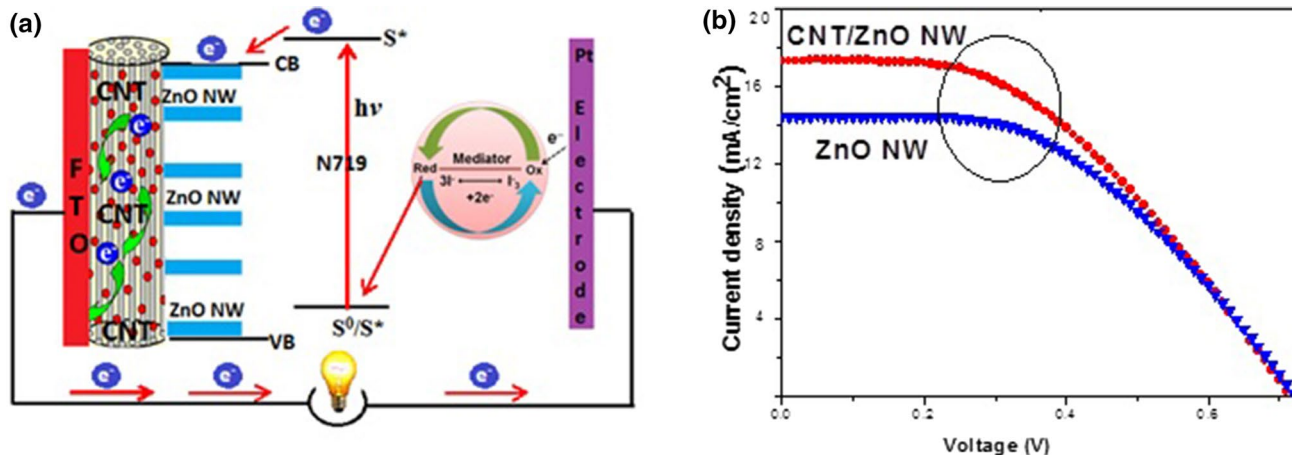 (a)
e⁻
e⁻
S*
CB
CNT
ZnO NW
e⁻
hν
Pt Electrode
FTO
e⁻
e⁻
CNT
ZnO NW
N719
Mediator
Red
Ox
e⁻
3I⁻
I⁻₃
+2e⁻
e⁻
ZnO NW
CNT
VB
S⁰/S*
e⁻
e⁻
e⁻
(b)
Current density (mA/cm²)
20
16
12
8
4
CNT/ZnO NW
ZnO NW
0.0
0.2
0.4
0.6
Voltage (V)